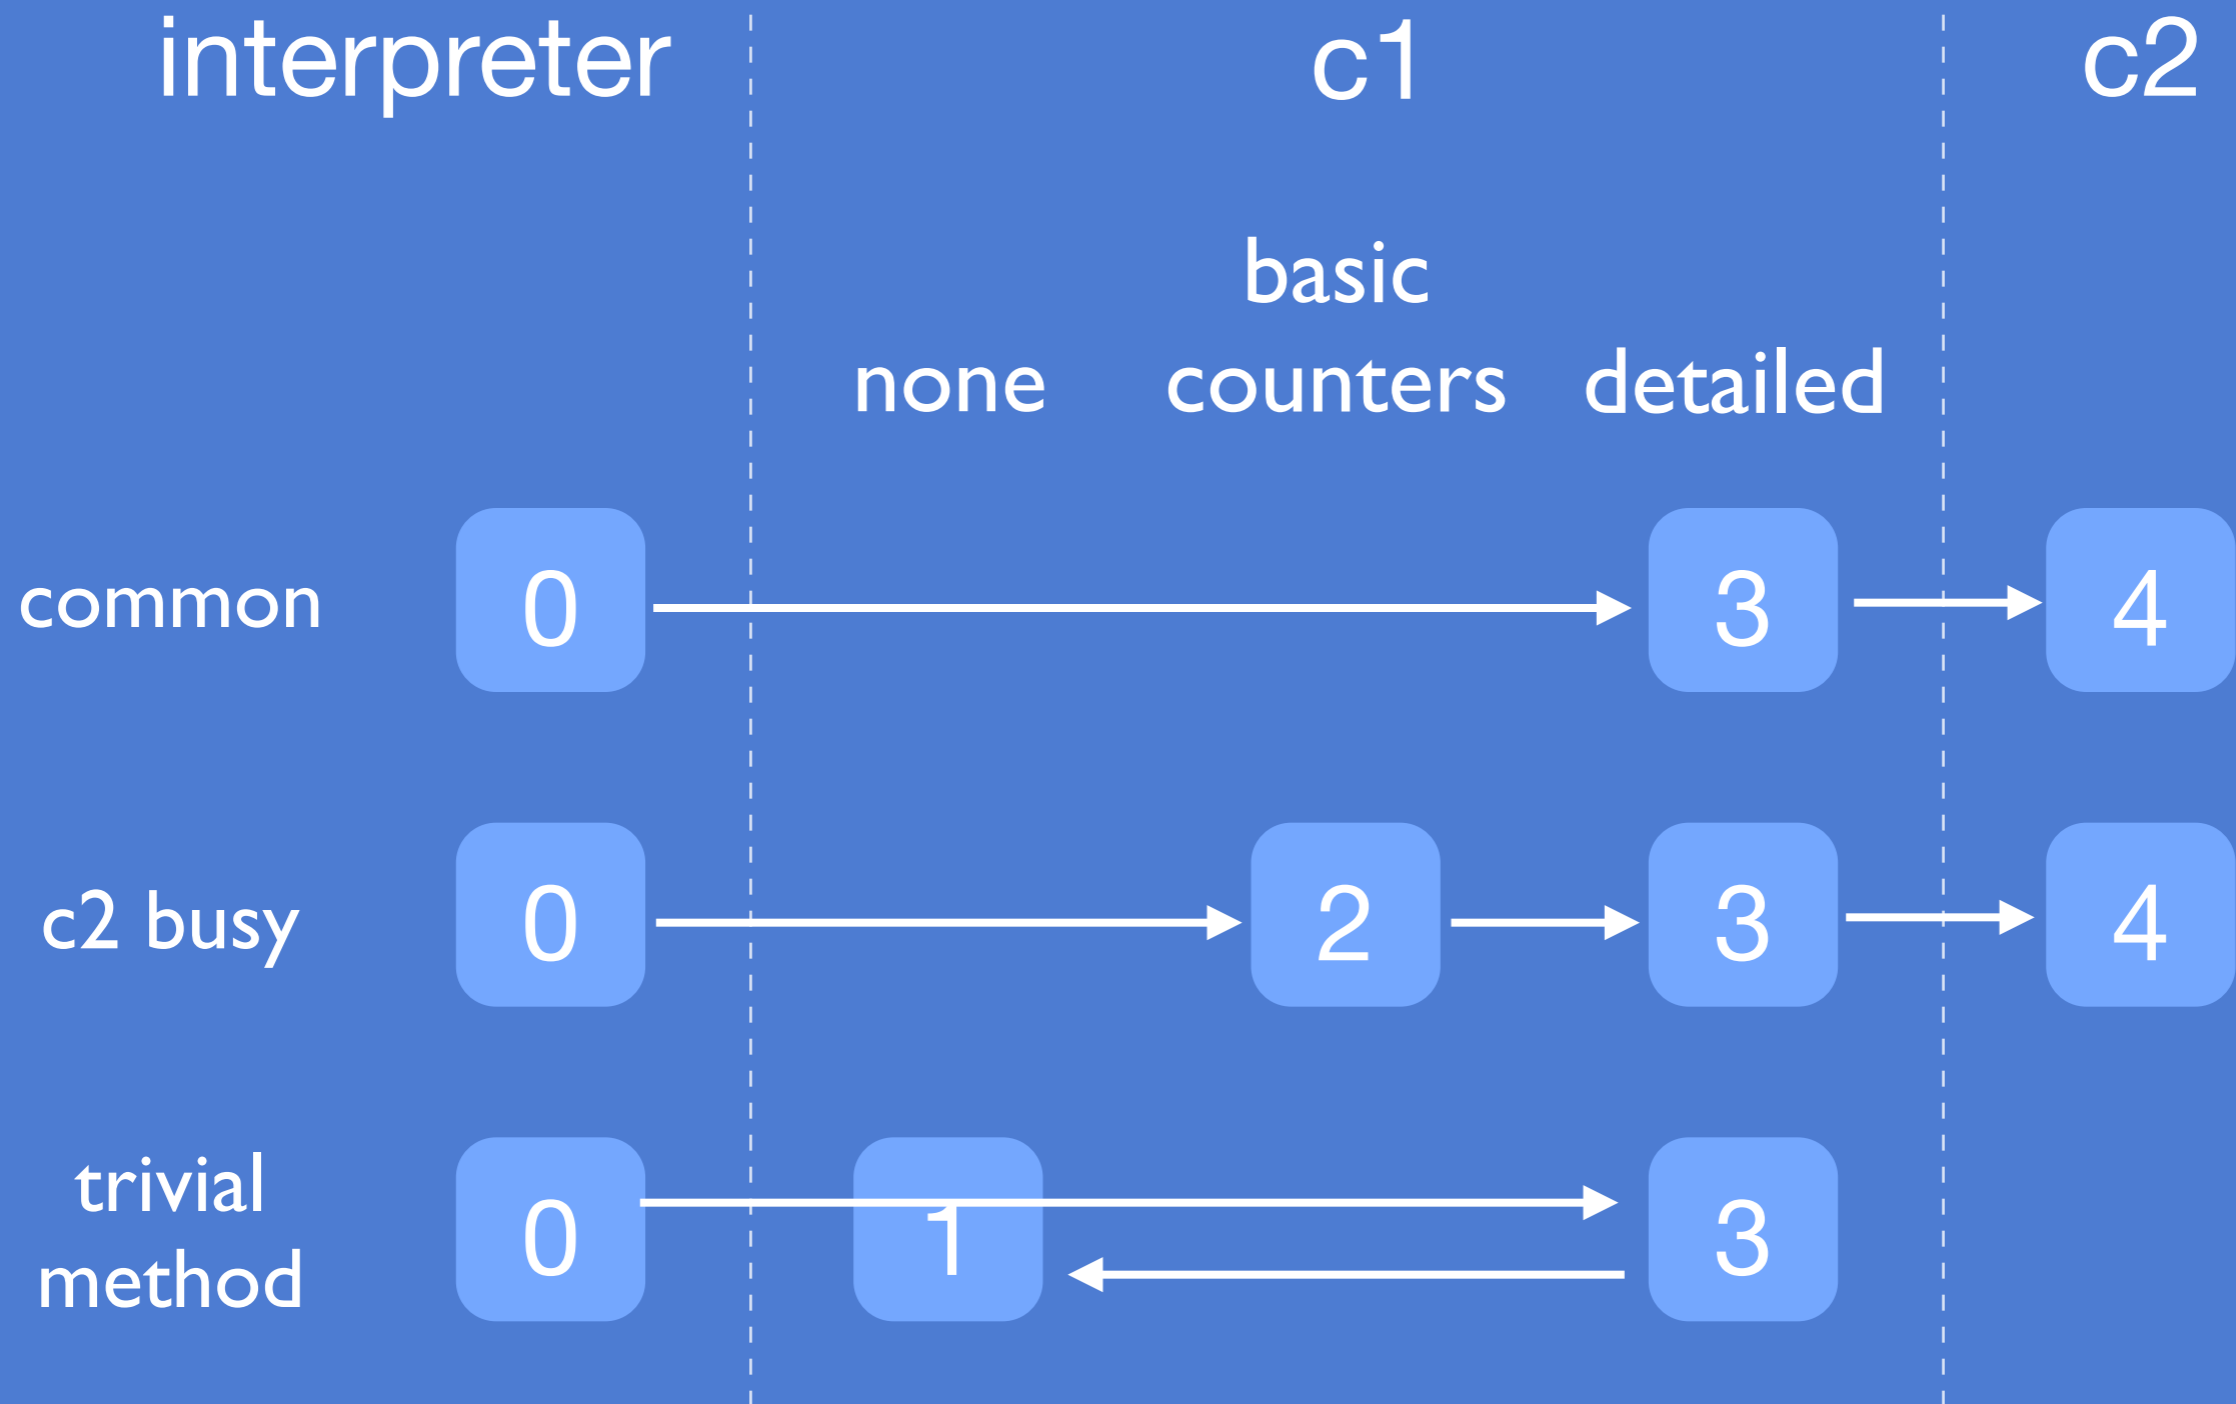 interpreter c1 c2
basic
none counters detailed
common 0 3 4
c2 busy 0 2 3 4
trivial
method 0 1 3